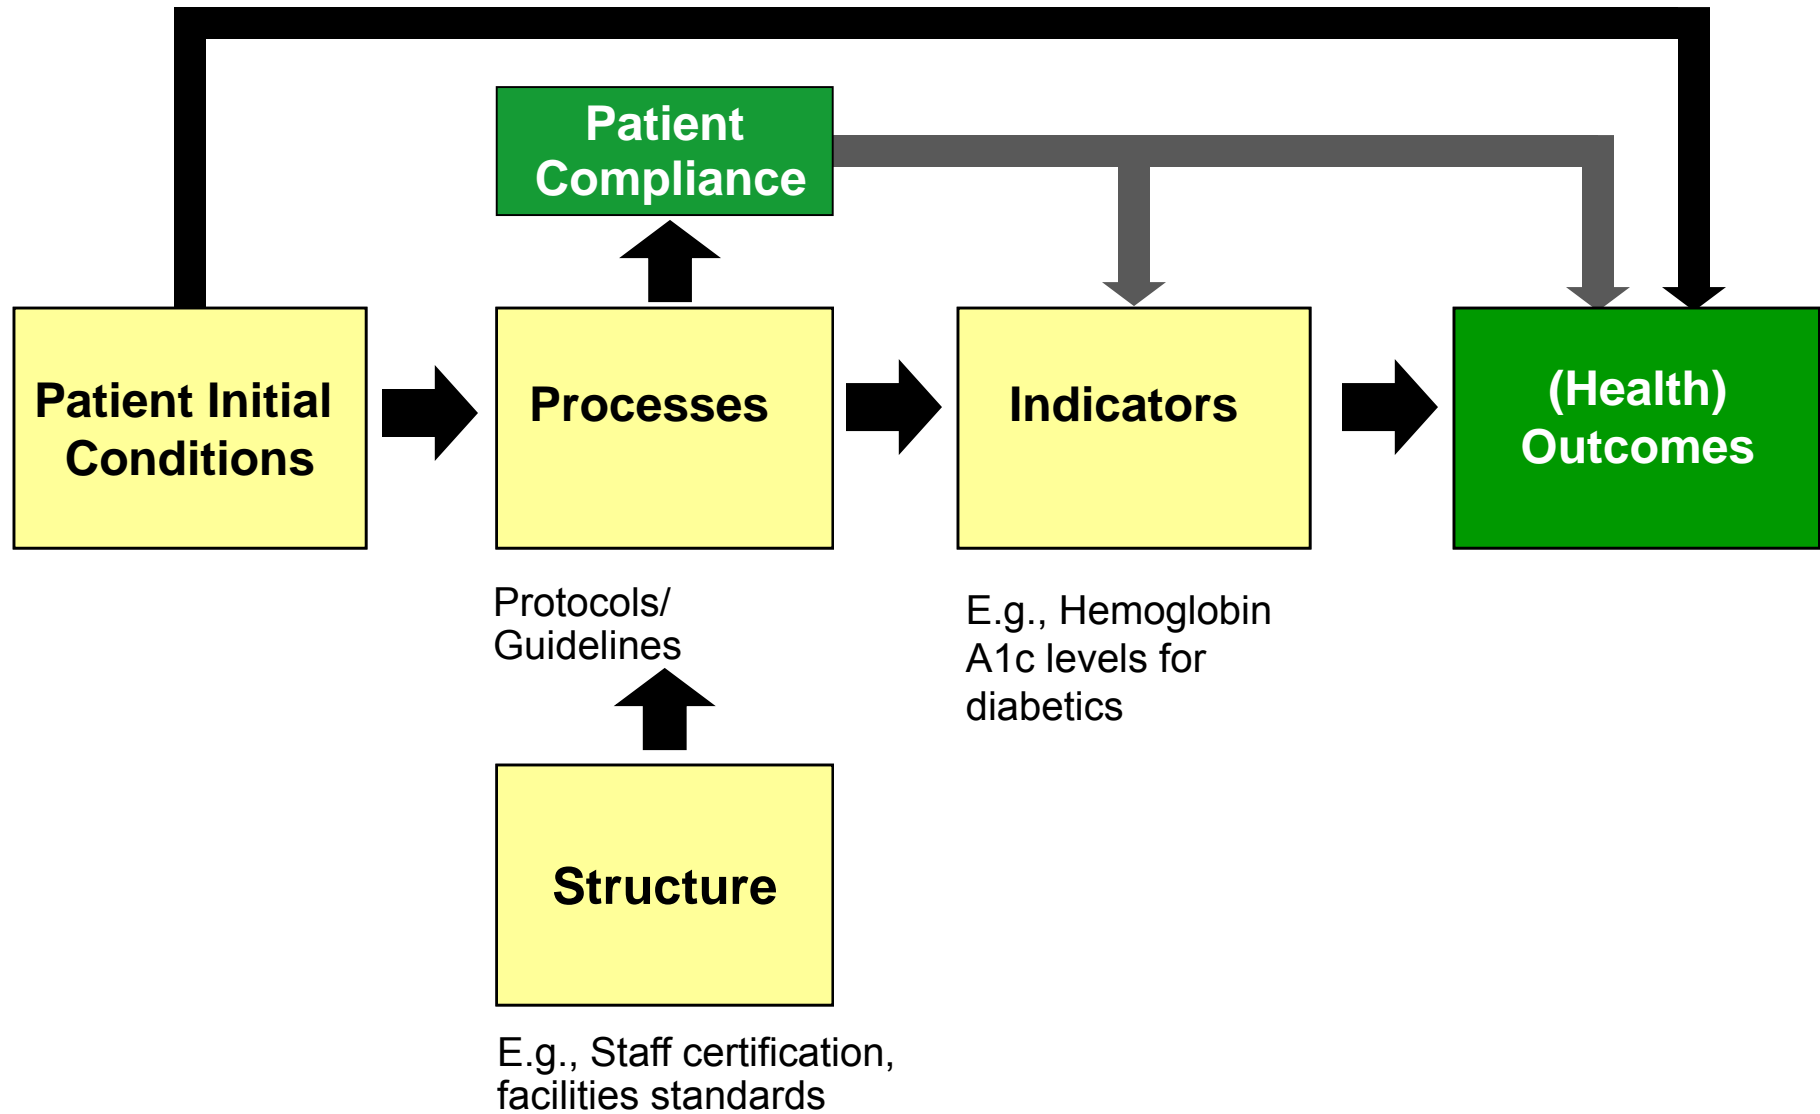 Patient
Compliance
Patient Initial
Conditions
Processes
Indicators
(Health)
Outcomes
Protocols/
Guidelines
E.g., Hemoglobin
A1c levels for
diabetics
Structure
E.g., Staff certification,
facilities standards